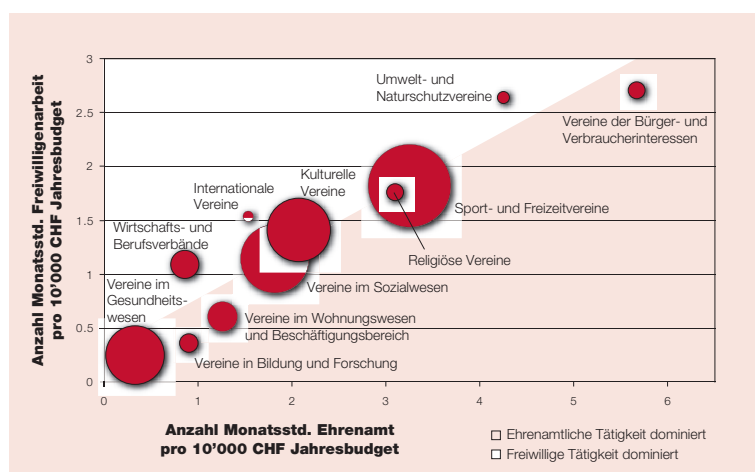 Anzahl Monatsstd. Freiwilligenarbeit
pro 10'000 CHF Jahresbudget
3
2.5
2
1.5
1
0.5
0
Umwelt- und
Naturschutzvereine
Vereine der Bürger- und
Verbraucherinteressen
Kulturelle
Vereine
Internationale
Vereine
Sport- und Freizeitvereine
Wirtschafts- und
Berufsverbände
Religiöse Vereine
Vereine im
Gesundheits-
wesen
Vereine im Sozialwesen
Vereine im Wohnungswesen
und Beschäftigungsbereich
Vereine in Bildung und Forschung
0
1
2
3
4
5
6
Anzahl Monatsstd. Ehrenamt
pro 10'000 CHF Jahresbudget
Ehrenamtliche Tätigkeit dominiert
Freiwillige Tätigkeit dominiert